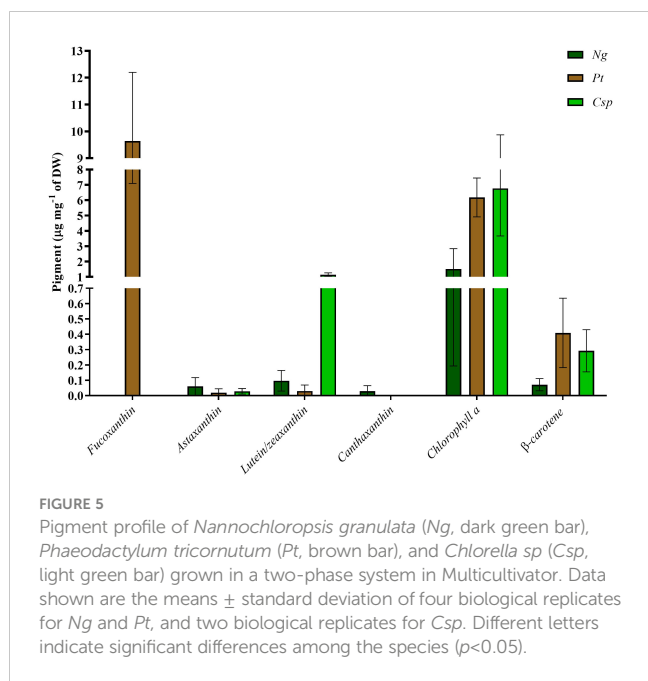 13
12
11
10
9
8
7
6
5
4
3
2
1
0.7
0.6
0.5
0.4
0.3
0.2
0.1
0.0
Pigment (µg mg⁻¹ of DW)
Ng
Pt
Csp
Fucoxanthin
Astaxanthin
Lutein/zeaxanthin
Canthaxanthin
Chlorophyll a
β-carotene
FIGURE 5
Pigment profile of Nannochloropsis granulata (Ng, dark green bar),
Phaeodactylum tricornutum (Pt, brown bar), and Chlorella sp (Csp,
light green bar) grown in a two-phase system in Multicultivator. Data
shown are the means ± standard deviation of four biological replicates
for Ng and Pt, and two biological replicates for Csp. Different letters
indicate significant differences among the species (p<0.05).